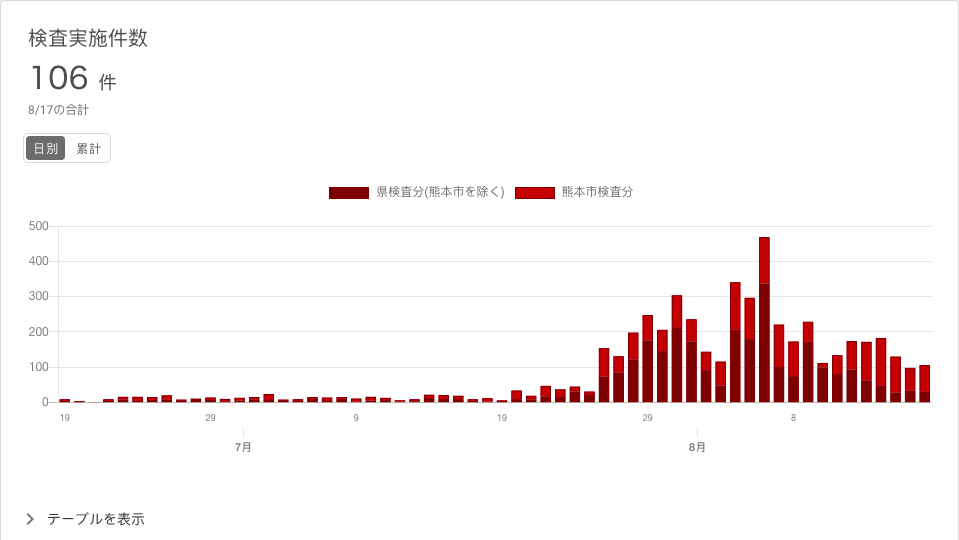 検査実施件数
106 件
8/17の合計
日別 累計
県検査分(熊本市を除く) 熊本市検査分
500
400
300
200
100
0
19 29 9 19 29 8
7月 8月
テーブルを表示